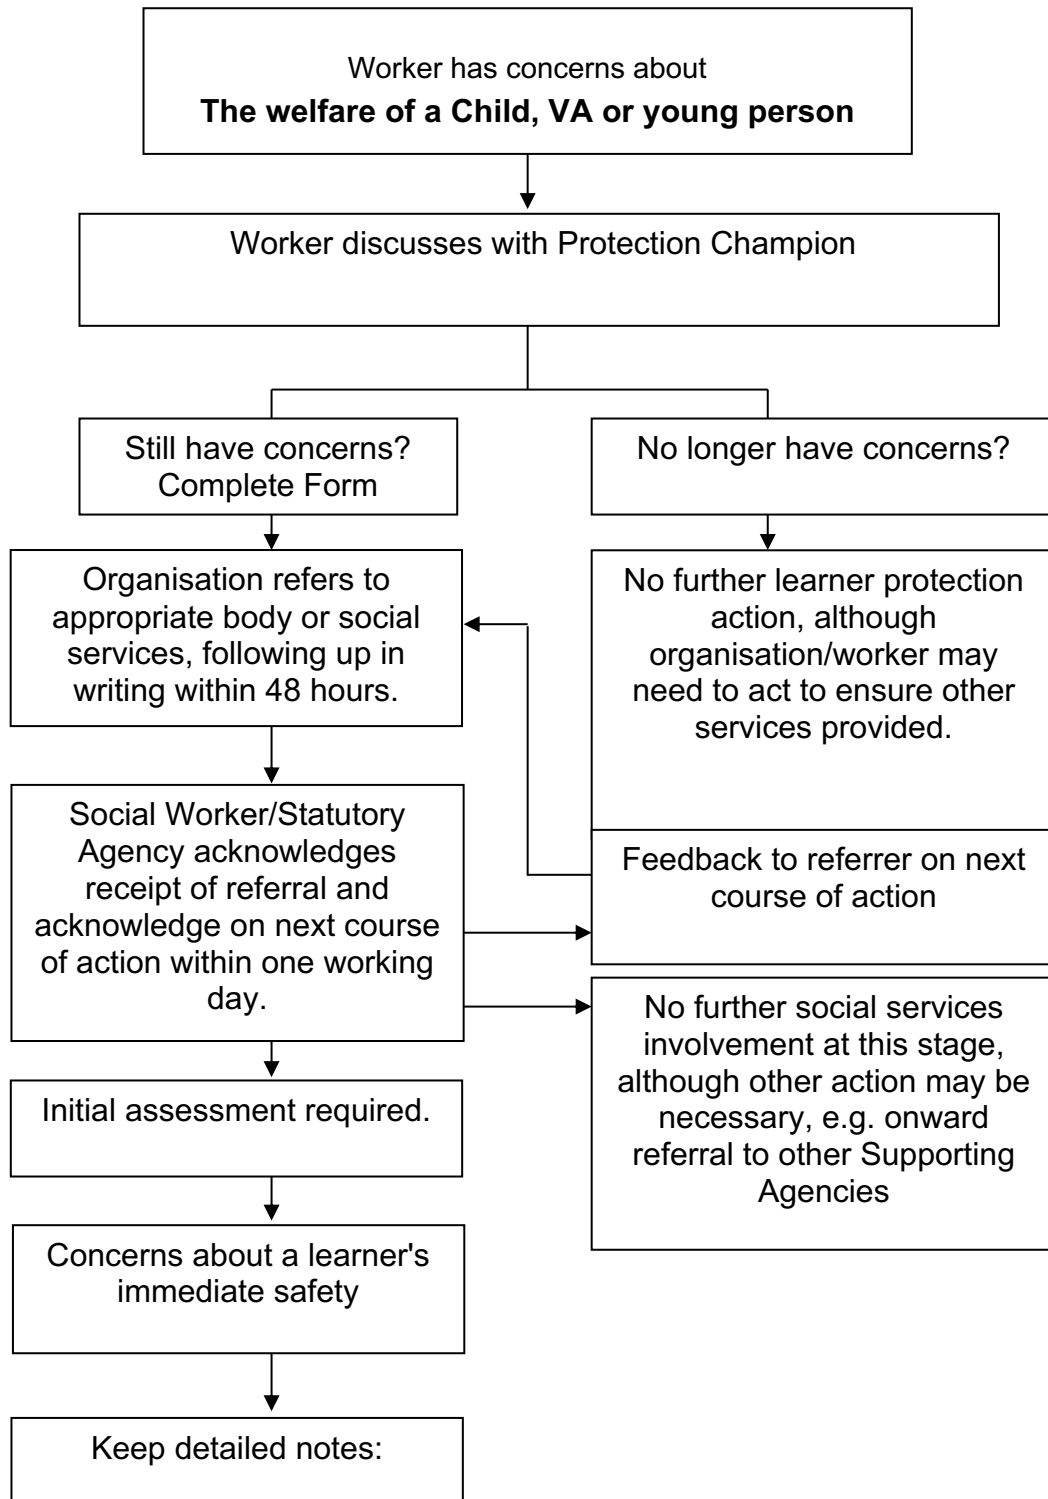 Worker has concerns about
The welfare of a Child, VA or young person
Worker discusses with Protection Champion
Still have concerns?
Complete Form
No longer have concerns?
Organisation refers to
appropriate body or social
services, following up in
writing within 48 hours.
No further learner protection
action, although
organisation/worker may
need to act to ensure other
services provided.
Social Worker/Statutory
Agency acknowledges
receipt of referral and
acknowledge on next course
of action within one working
day.
Feedback to referrer on next
course of action
No further social services
involvement at this stage,
although other action may be
necessary, e.g. onward
referral to other Supporting
Agencies
Initial assessment required.
Concerns about a learner's
immediate safety
Keep detailed notes: